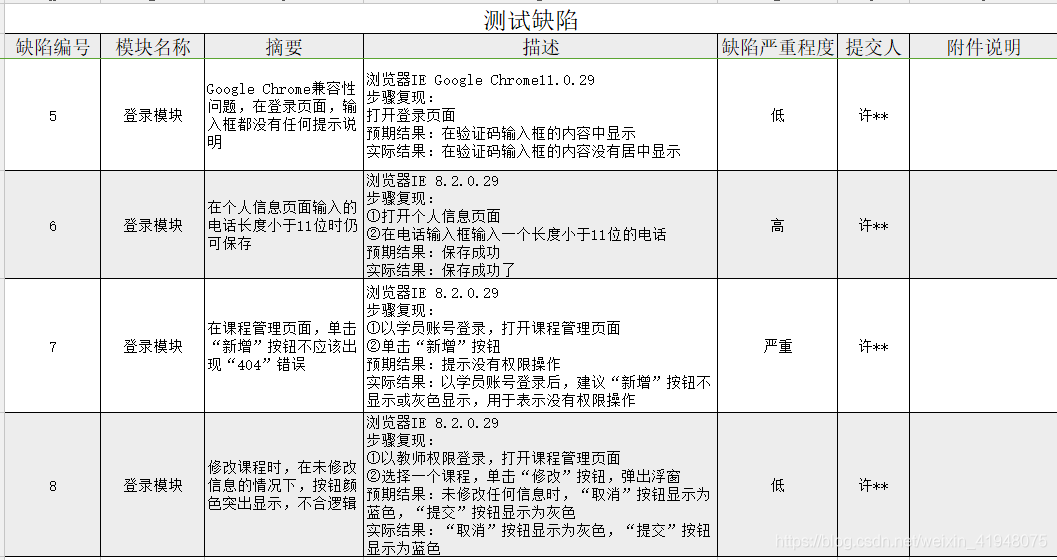 测试缺陷
缺陷编号 模块名称 摘要 描述 缺陷严重程度 提交人 附件说明
5
登录模块
Google Chrome兼容性
问题，在登录页面，输
入框都没有任何提示说
明
浏览器IE Google Chrome11.0.29
步骤复现：
打开登录页面
预期结果：在验证码输入框的内容中显示
实际结果：在验证码输入框的内容没有居中显示
低
许**
6
登录模块
在个人信息页面输入的
电话长度小于11位时仍
可保存
浏览器IE 8.2.0.29
步骤复现：
①打开个人信息页面
②在电话输入框输入一个长度小于11位的电话
预期结果：保存成功
实际结果：保存成功了
高
许**
7
登录模块
在课程管理页面，单击
“新增”按钮不应该出
现“404”错误
浏览器IE 8.2.0.29
步骤复现：
①以学员账号登录，打开课程管理页面
②单击“新增”按钮
预期结果：提示没有权限操作
实际结果：以学员账号登录后，建议“新增”按钮不
显示或灰色显示，用于表示没有权限操作
严重
许**
8
登录模块
修改课程时，在未修改
信息的情况下，按钮颜
色突出显示，不合逻辑
浏览器IE 8.2.0.29
步骤复现：
①以教师权限登录，打开课程管理页面
②选择一个课程，单击“修改”按钮，弹出浮窗
预期结果：未修改任何信息时，“取消”按钮显示为
蓝色，“提交”按钮显示为灰色
实际结果：“取消”按钮显示为灰色，“提交”按钮
显示为蓝色
低
许**
https://blog.csdn.net/weixin_41948075